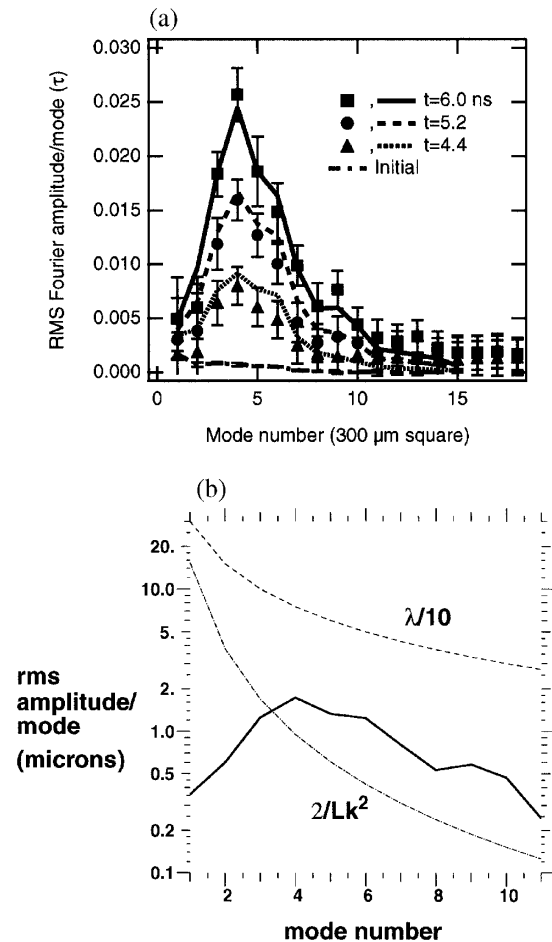 (a)
0.030
0.025
0.020
0.015
0.010
0.005
0.000
RMS Fourier amplitude/mode (τ)
, t=6.0 ns
, t=5.2
, t=4.4
Initial
0 5 10 15
Mode number (300 µm square)
(b)
20.
10.0
5.
2.
1.0
0.5
0.2
0.1
rms
amplitude/
mode
(microns)
λ/10
2/Lk²
2 4 6 8 10
mode number